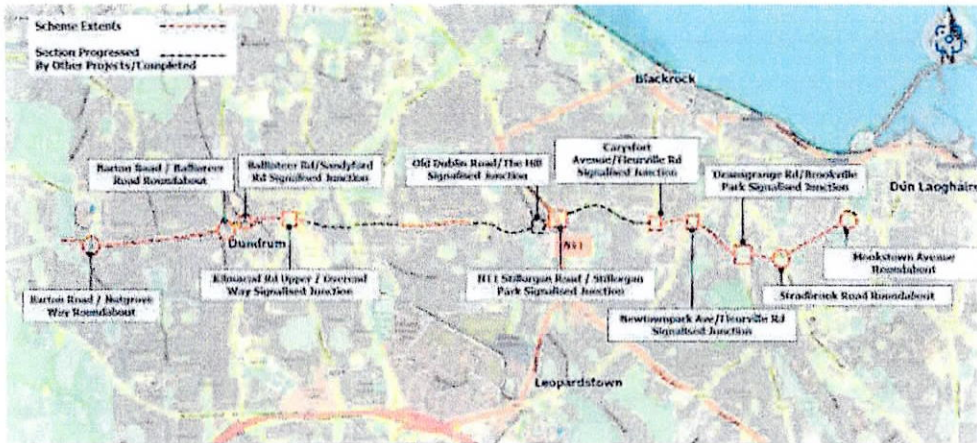 Scheme Extents
Section Progressed
By Other Projects/Completed
Blackrock
Carysfort
Avenue/Fleurville Rd
Signalised Junction
Barton Road / Ballinteer
Road Roundabout
Ballinteer Rd/Sandyford
Rd Signalised Junction
Old Dublin Road/The Hill
Signalised Junction
Deansgrange Rd/Brookville
Park Signalised Junction
Dún Laoghaire
Dundrum
N11
Barton Road / Nutgrove
Way Roundabout
Kilmacud Rd Upper / Overend
Way Signalised Junction
N11 Stillorgan Road / Stillorgan
Park Signalised Junction
Newtownpark Ave/Fleurville Rd
Signalised Junction
Stradbrook Road Roundabout
Monkstown Avenue
Roundabout
Leopardstown